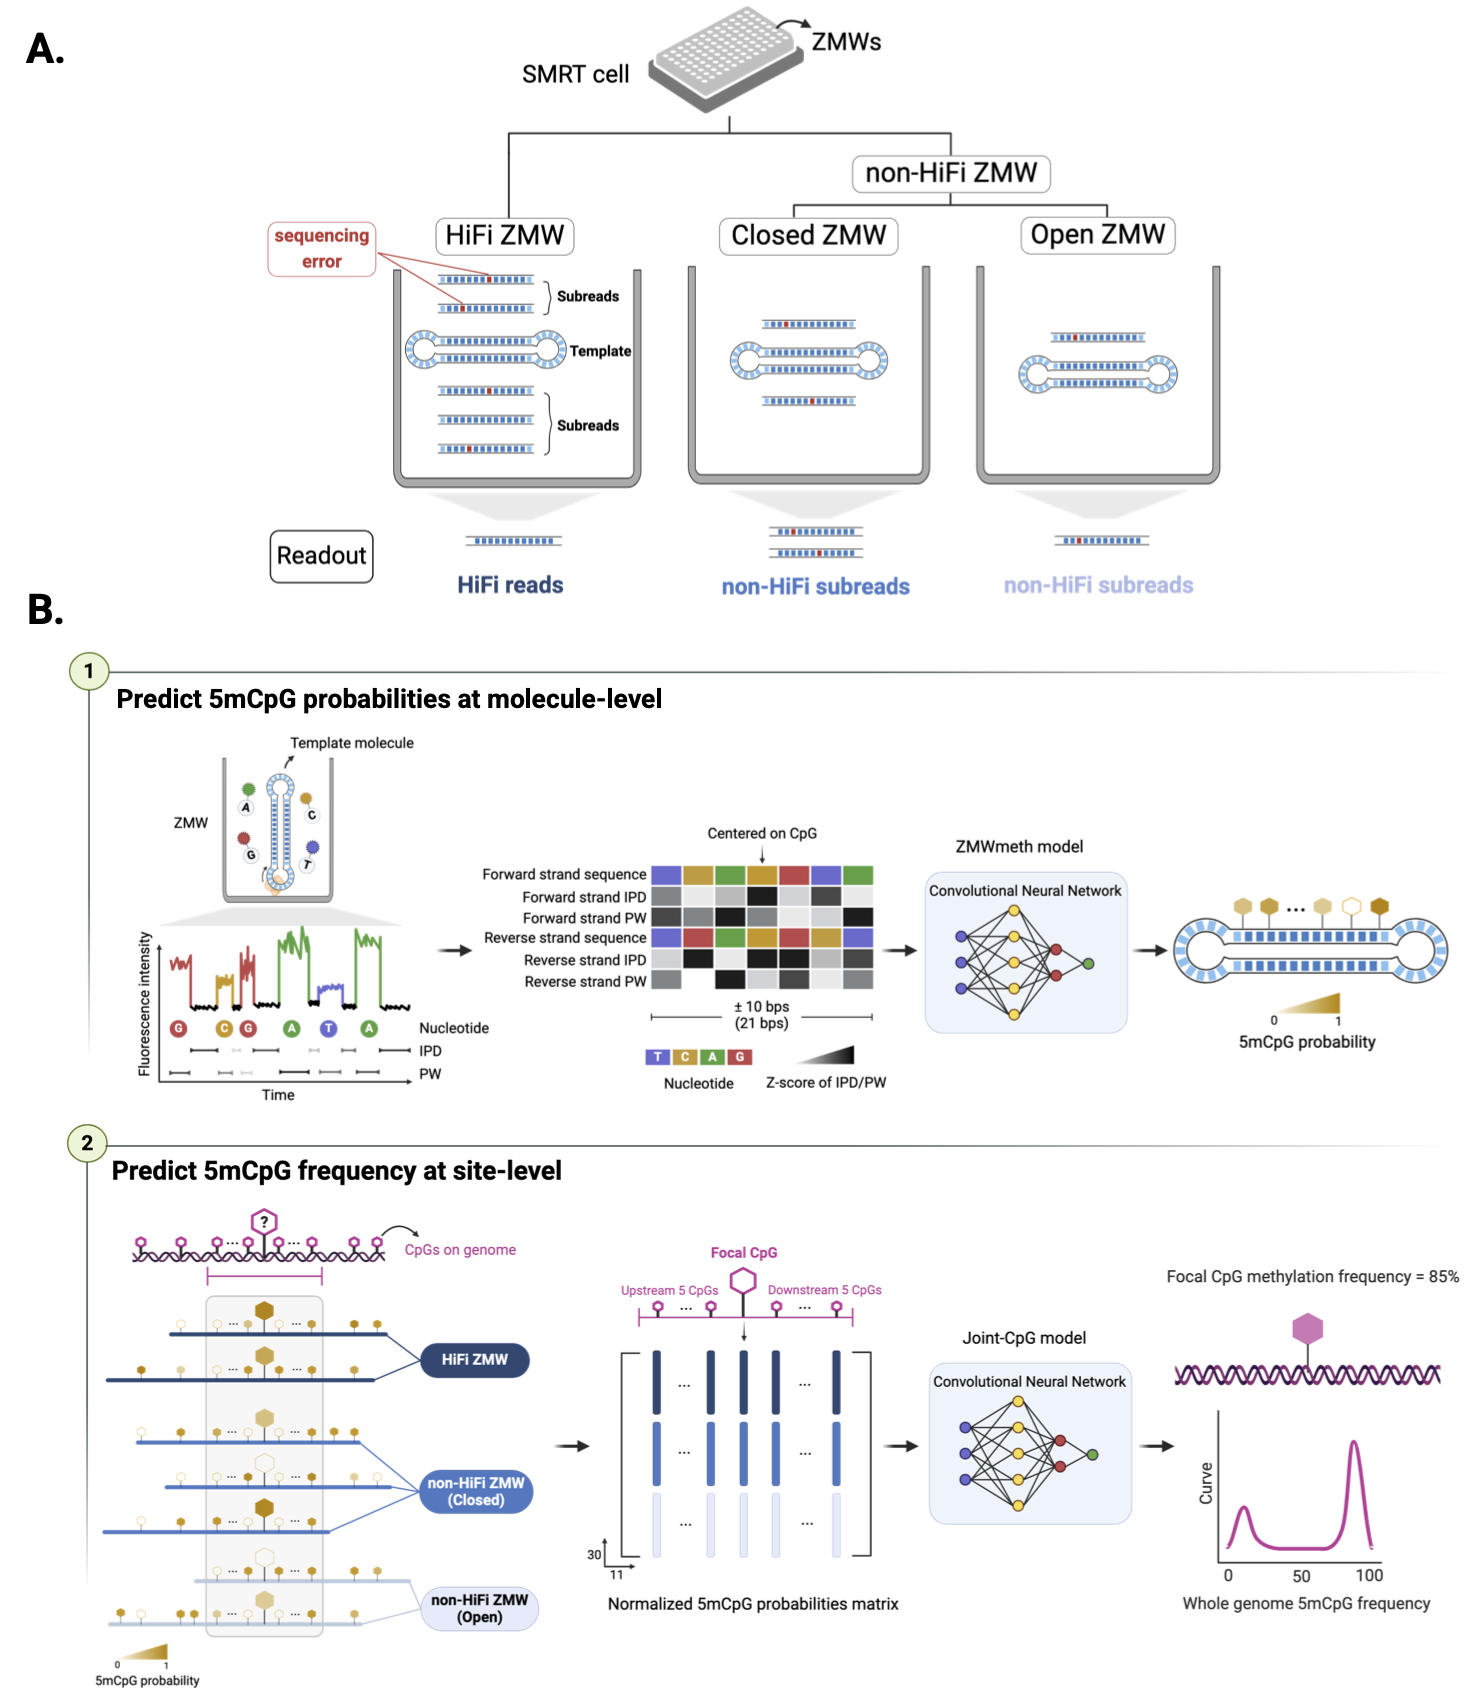 A.
SMRT cell
ZMWs
non-HiFi ZMW
HiFi ZMW
Closed ZMW
Open ZMW
sequencing
error
Subreads
Template
Subreads
Readout
HiFi reads
non-HiFi subreads
non-HiFi subreads
B.
1
Predict 5mCpG probabilities at molecule-level
Template molecule
ZMW
A
C
G
T
Fluorescence intensity
G C G A T A
Nucleotide
IPD
PW
Time
Centered on CpG
Forward strand sequence
Forward strand IPD
Forward strand PW
Reverse strand sequence
Reverse strand IPD
Reverse strand PW
± 10 bps
(21 bps)
T C A G
Nucleotide
Z-score of IPD/PW
ZMWmeth model
Convolutional Neural Network
...
0 1
5mCpG probability
2
Predict 5mCpG frequency at site-level
?
... ...
CpGs on genome
... ...
HiFi ZMW
... ...
... ...
... ...
non-HiFi ZMW
(Closed)
... ...
... ...
non-HiFi ZMW
(Open)
... ...
0 1
5mCpG probability
Focal CpG
Upstream 5 CpGs
Downstream 5 CpGs
... ...
... ...
... ...
... ...
30
11
Normalized 5mCpG probabilities matrix
Joint-CpG model
Convolutional Neural Network
Focal CpG methylation frequency = 85%
Curve
0 50 100
Whole genome 5mCpG frequency